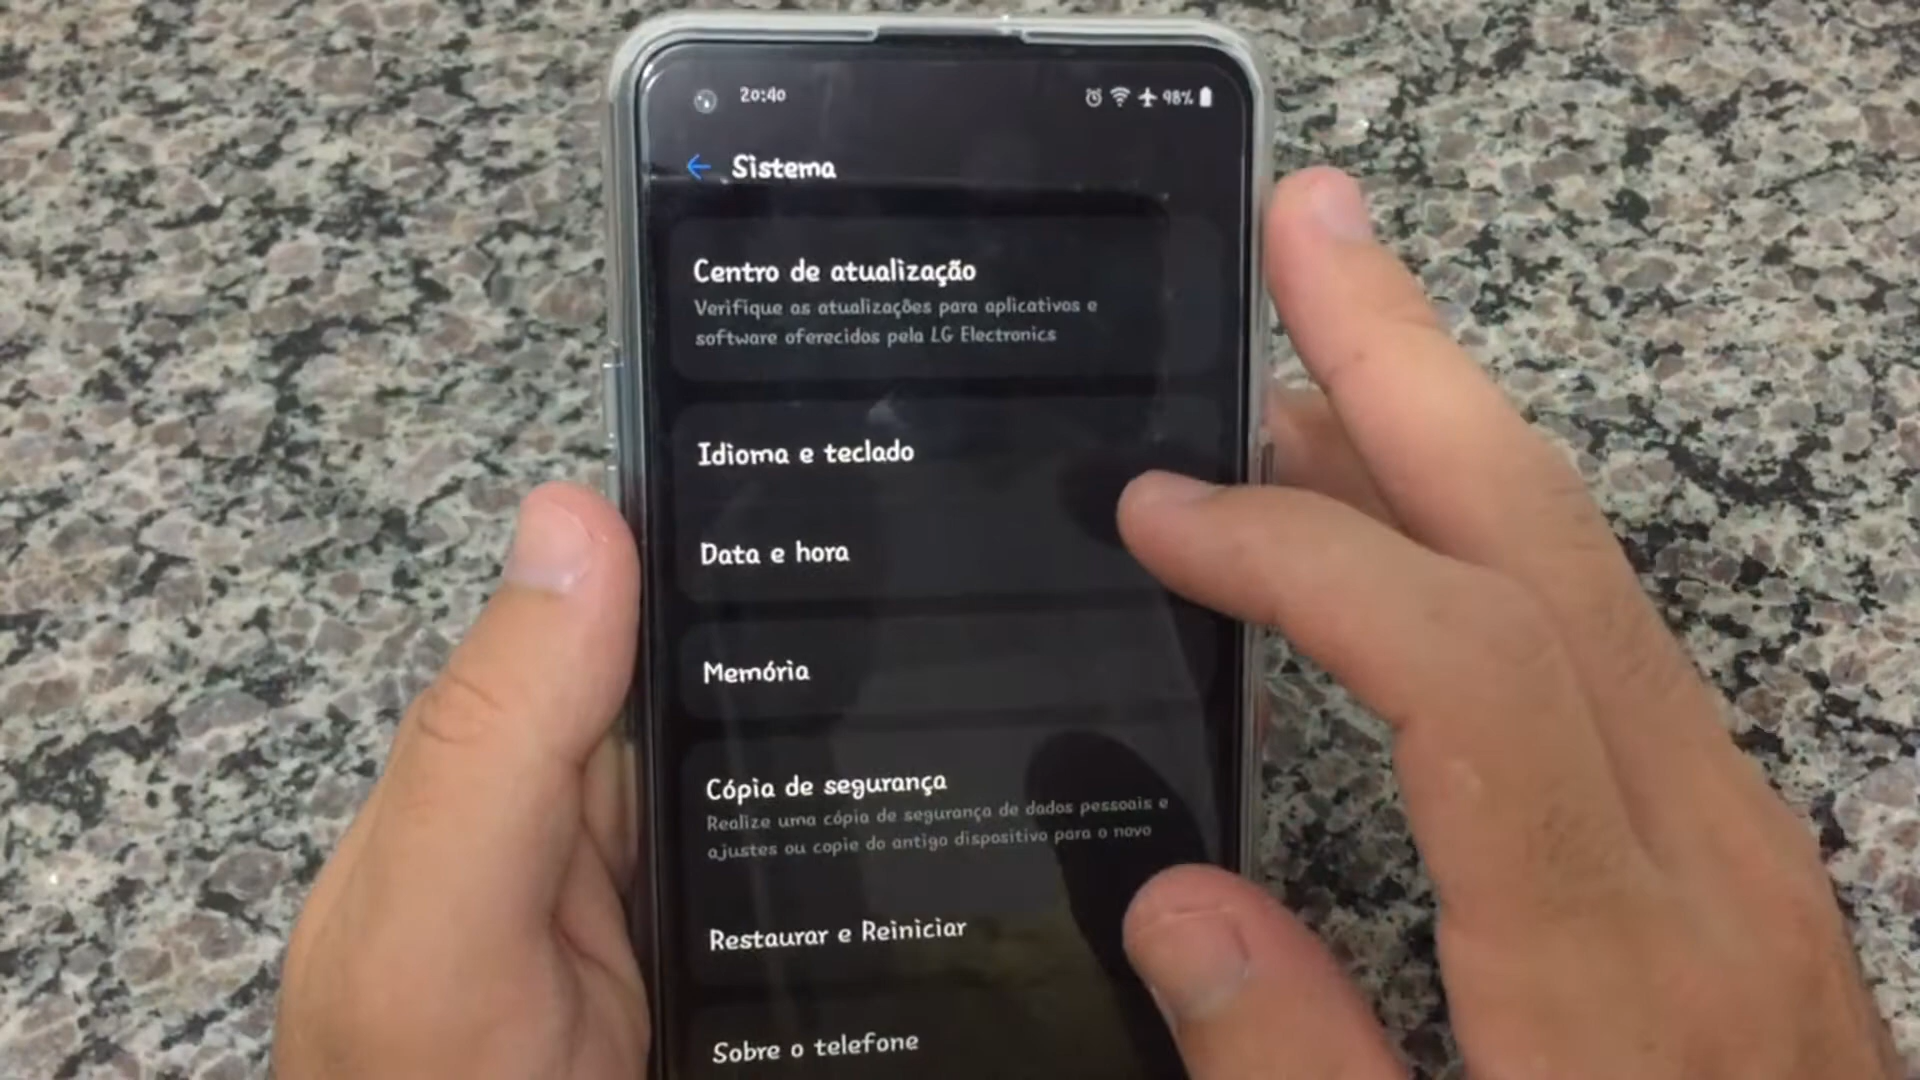 20:40
98%
Sistema
Centro de atualização
Verifique as atualizações para aplicativos e
software oferecidos pela LG Electronics
Idioma e teclado
Data e hora
Memória
Cópia de segurança
Realize uma cópia de segurança de dados pessoais e
ajustes ou copie do antigo dispositivo para o novo
Restaurar e Reiniciar
Sobre o telefone